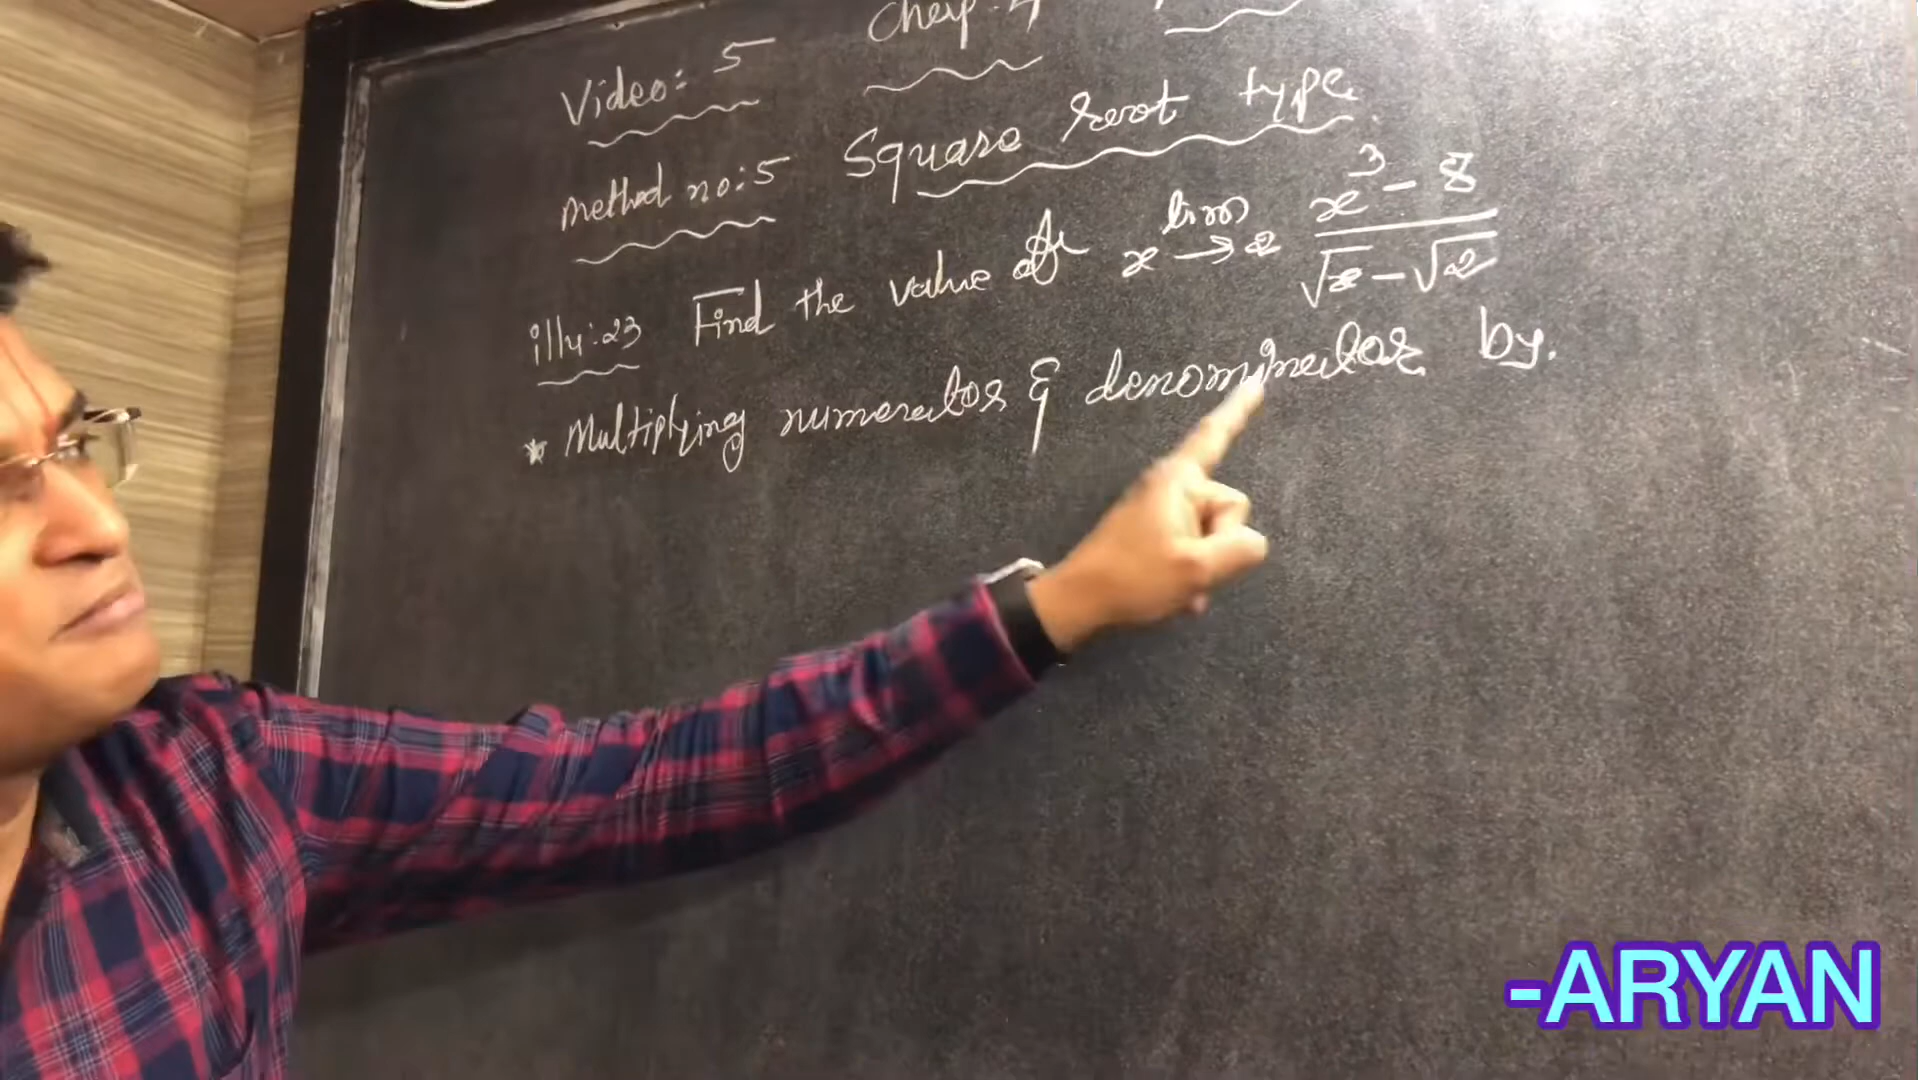 Video: 5 Chap: 4
Method no: 5 Square root type.
illu: 23 Find the value of lim x → 2 x³ - 8 / √x - √2
* Multiplying numerator & denominator by.
-ARYAN